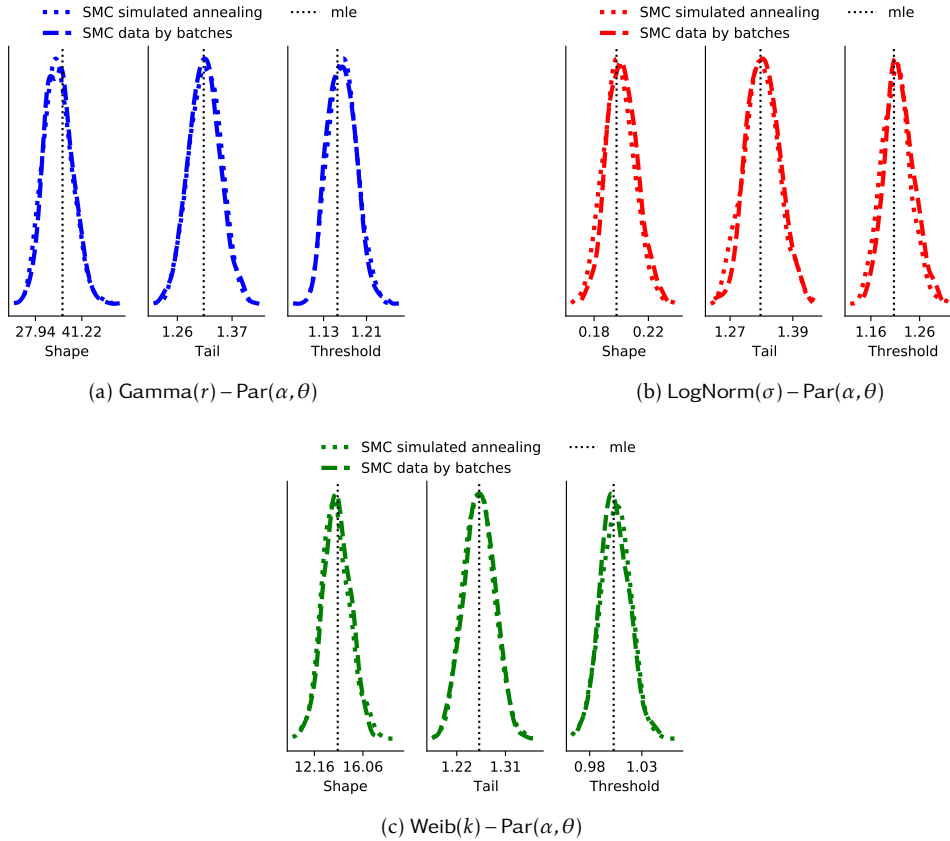 SMC simulated annealing mle
SMC data by batches
27.94 41.22
Shape
1.26 1.37
Tail
1.13 1.21
Threshold
(a) Gamma(r) – Par(α, θ)
SMC simulated annealing mle
SMC data by batches
0.18 0.22
Shape
1.27 1.39
Tail
1.16 1.26
Threshold
(b) LogNorm(σ) – Par(α, θ)
SMC simulated annealing mle
SMC data by batches
12.16 16.06
Shape
1.22 1.31
Tail
0.98 1.03
Threshold
(c) Weib(k) – Par(α, θ)